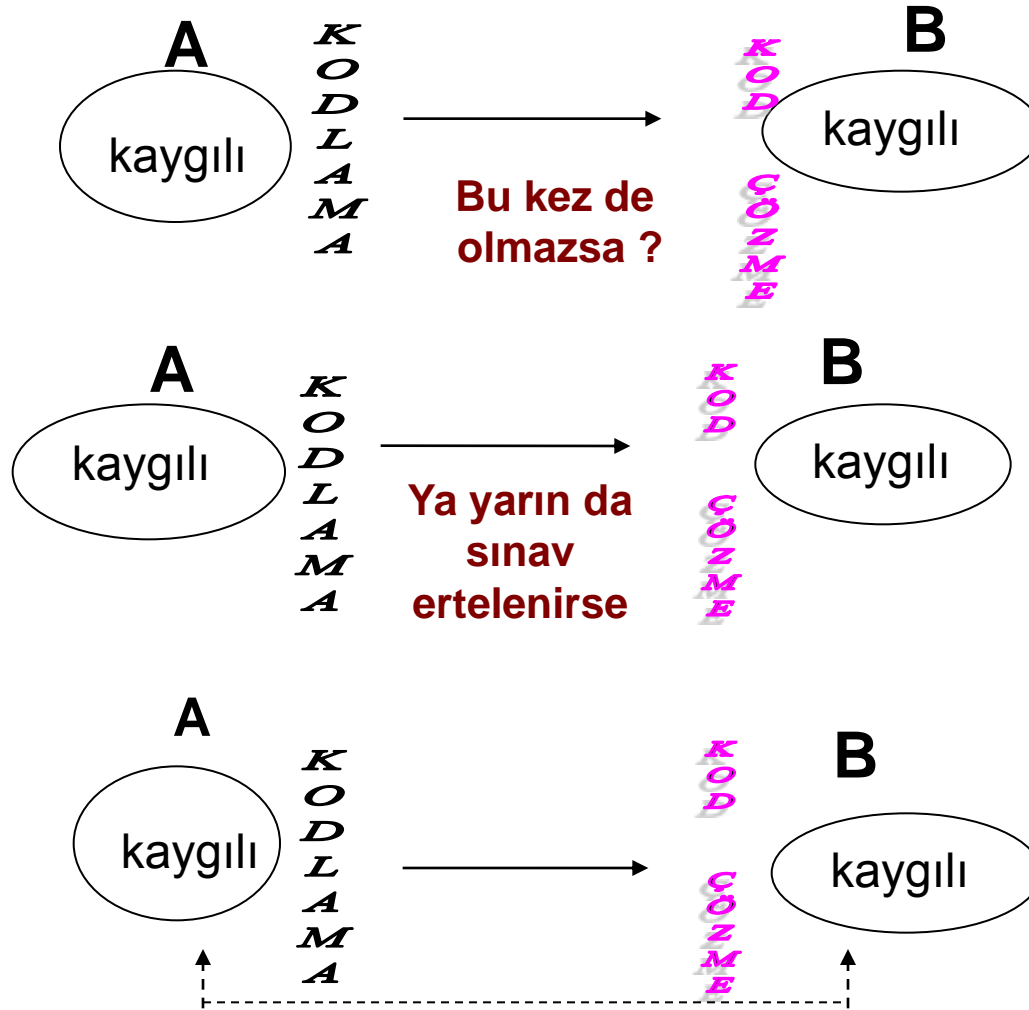 A
kaygılı
KODLAMA
Bu kez de
olmazsa ?
KOD ÇÖZME
B
kaygılı
A
kaygılı
KODLAMA
Ya yarın da
sınav
ertelenirse
KOD ÇÖZME
B
kaygılı
A
kaygılı
KODLAMA
KOD ÇÖZME
B
kaygılı